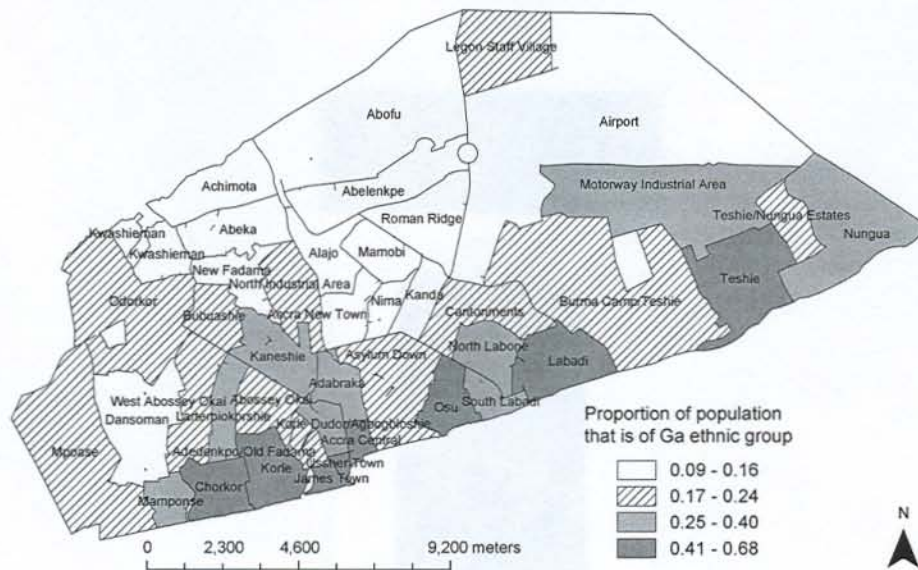 Legon Staff Village
Abofu
Airport
Achimota
Abelenkpe
Motorway Industrial Area
Roman Ridge
Teshie/Nungua Estates
Kwashieman
Abeka
Kwashieman
Alajo
Mamobi
Nungua
New Fadama
North Industrial Area
Teshie
Odorkor
Nima
Kanda
Burma Camp/Teshie
Bubuashie
Accra New Town
Cantonments
North Labone
Kaneshie
Asylum Down
Labadi
Adabraka
West Abossey Okai
Abossey Okai
Osu
South Labadi
Dansoman
Larterbiokorshie
Kole Dudor/Agbogbloshie
Accra Central
Mpoase
Adedenkpo/Old Fadama
Korle
Ussher Town
James Town
Chorkor
Mamponse
Proportion of population
that is of Ga ethnic group
0.09 - 0.16
0.17 - 0.24
0.25 - 0.40
0.41 - 0.68
N
0 2,300 4,600 9,200 meters